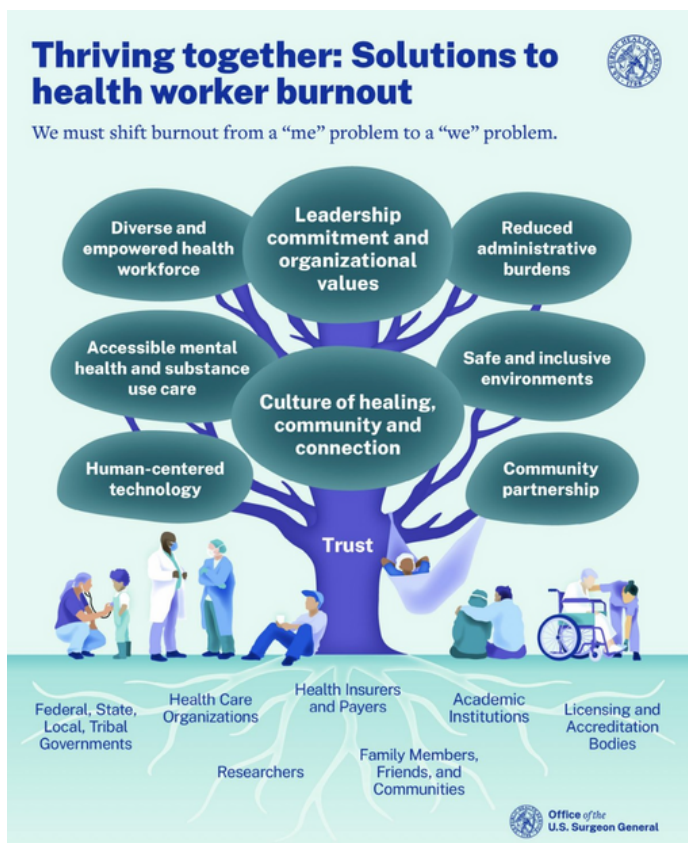 Thriving together: Solutions to
health worker burnout
We must shift burnout from a “me” problem to a “we” problem.
Diverse and
empowered health
workforce
Leadership
commitment and
organizational
values
Reduced
administrative
burdens
Accessible mental
health and substance
use care
Culture of healing,
community and
connection
Safe and inclusive
environments
Human-centered
technology
Community
partnership
Trust
Federal, State,
Local, Tribal
Governments
Health Care
Organizations
Health Insurers
and Payers
Academic
Institutions
Licensing and
Accreditation
Bodies
Researchers
Family Members,
Friends, and
Communities
Office of the
U.S. Surgeon General